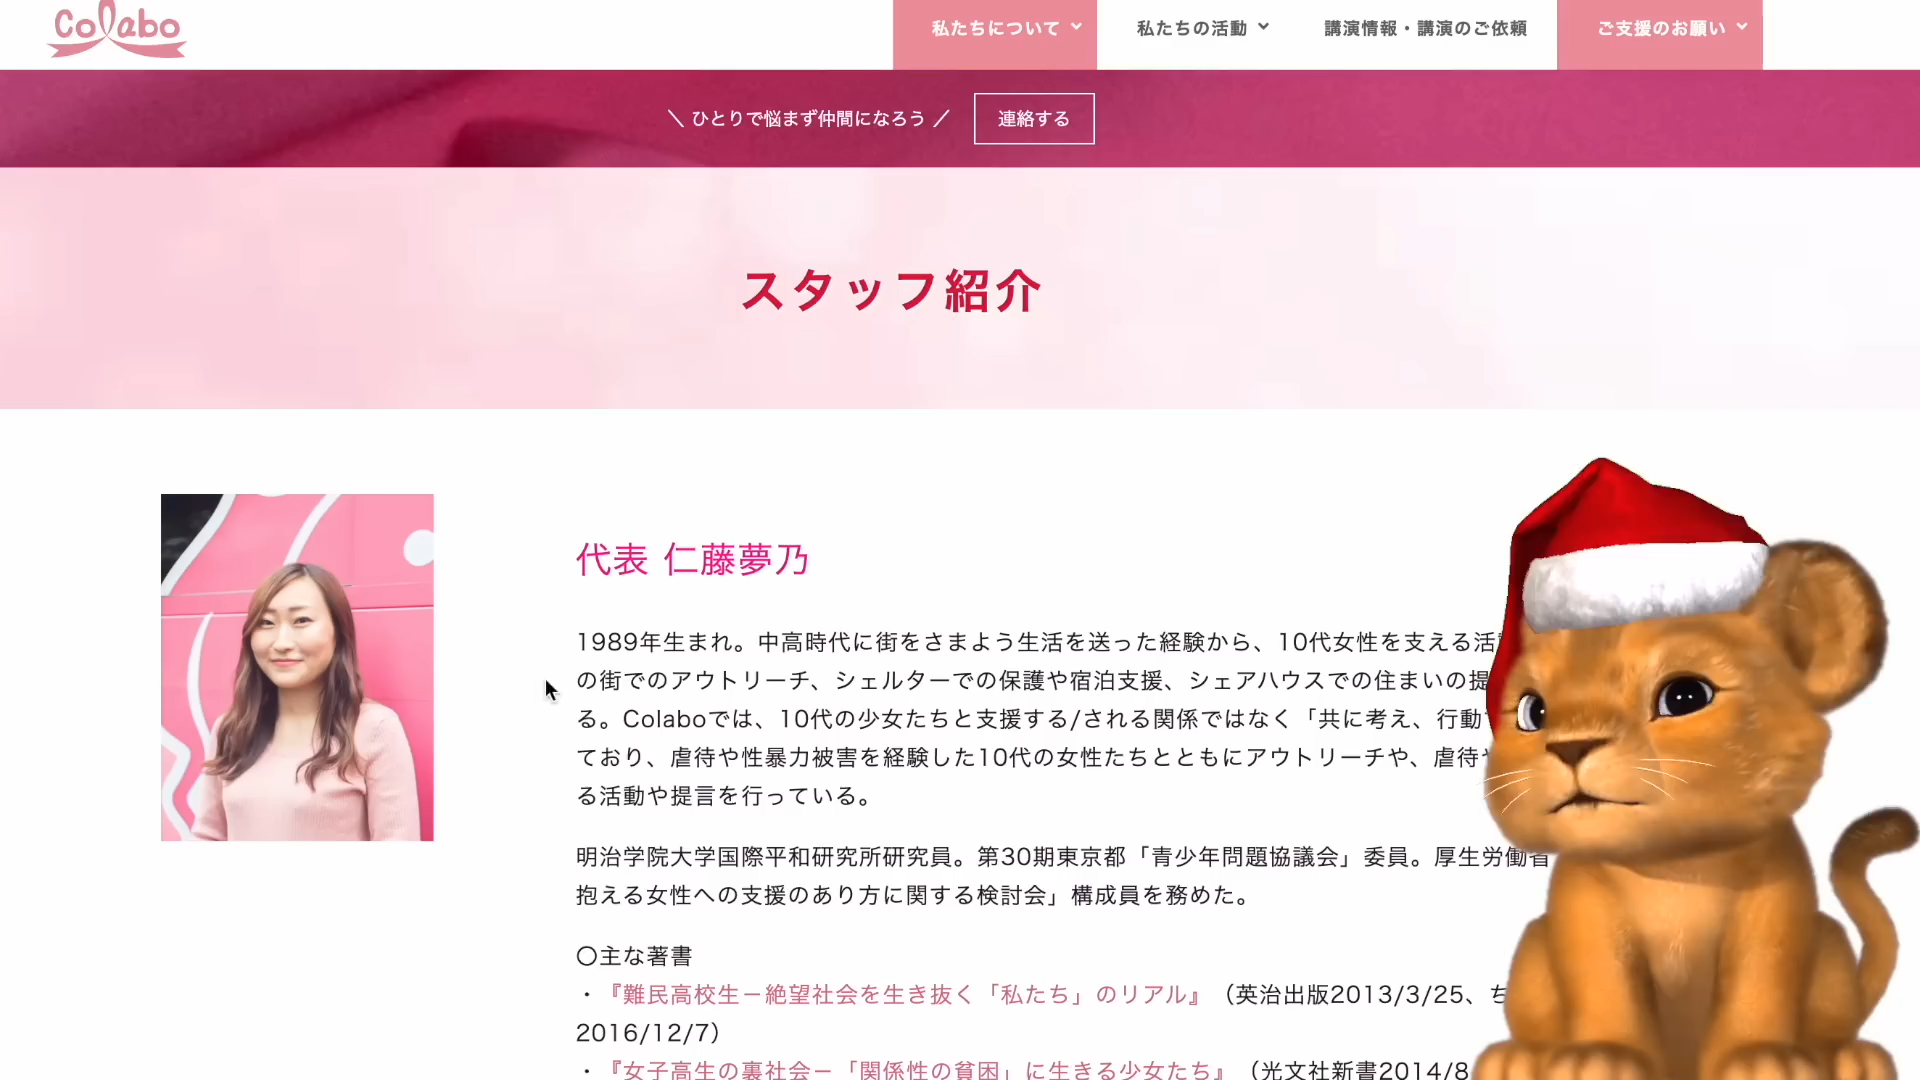 Colabo
私たちについて
私たちの活動
講演情報・講演のご依頼
ご支援のお願い
＼ ひとりで悩まず仲間になろう ／
連絡する
スタッフ紹介
代表 仁藤夢乃
1989年生まれ。中高時代に街をさまよう生活を送った経験から、10代女性を支える活
の街でのアウトリーチ、シェルターでの保護や宿泊支援、シェアハウスでの住まいの提
る。Colaboでは、10代の少女たちと支援する/される関係ではなく「共に考え、行動
ており、虐待や性暴力被害を経験した10代の女性たちとともにアウトリーチや、虐待
る活動や提言を行っている。
明治学院大学国際平和研究所研究員。第30期東京都「青少年問題協議会」委員。厚生労働省
抱える女性への支援のあり方に関する検討会」構成員を務めた。
〇主な著書
・『難民高校生－絶望社会を生き抜く「私たち」のリアル』（英治出版2013/3/25、ち
2016/12/7）
・『女子高生の裏社会－「関係性の貧困」に生きる少女たち』（光文社新書2014/8